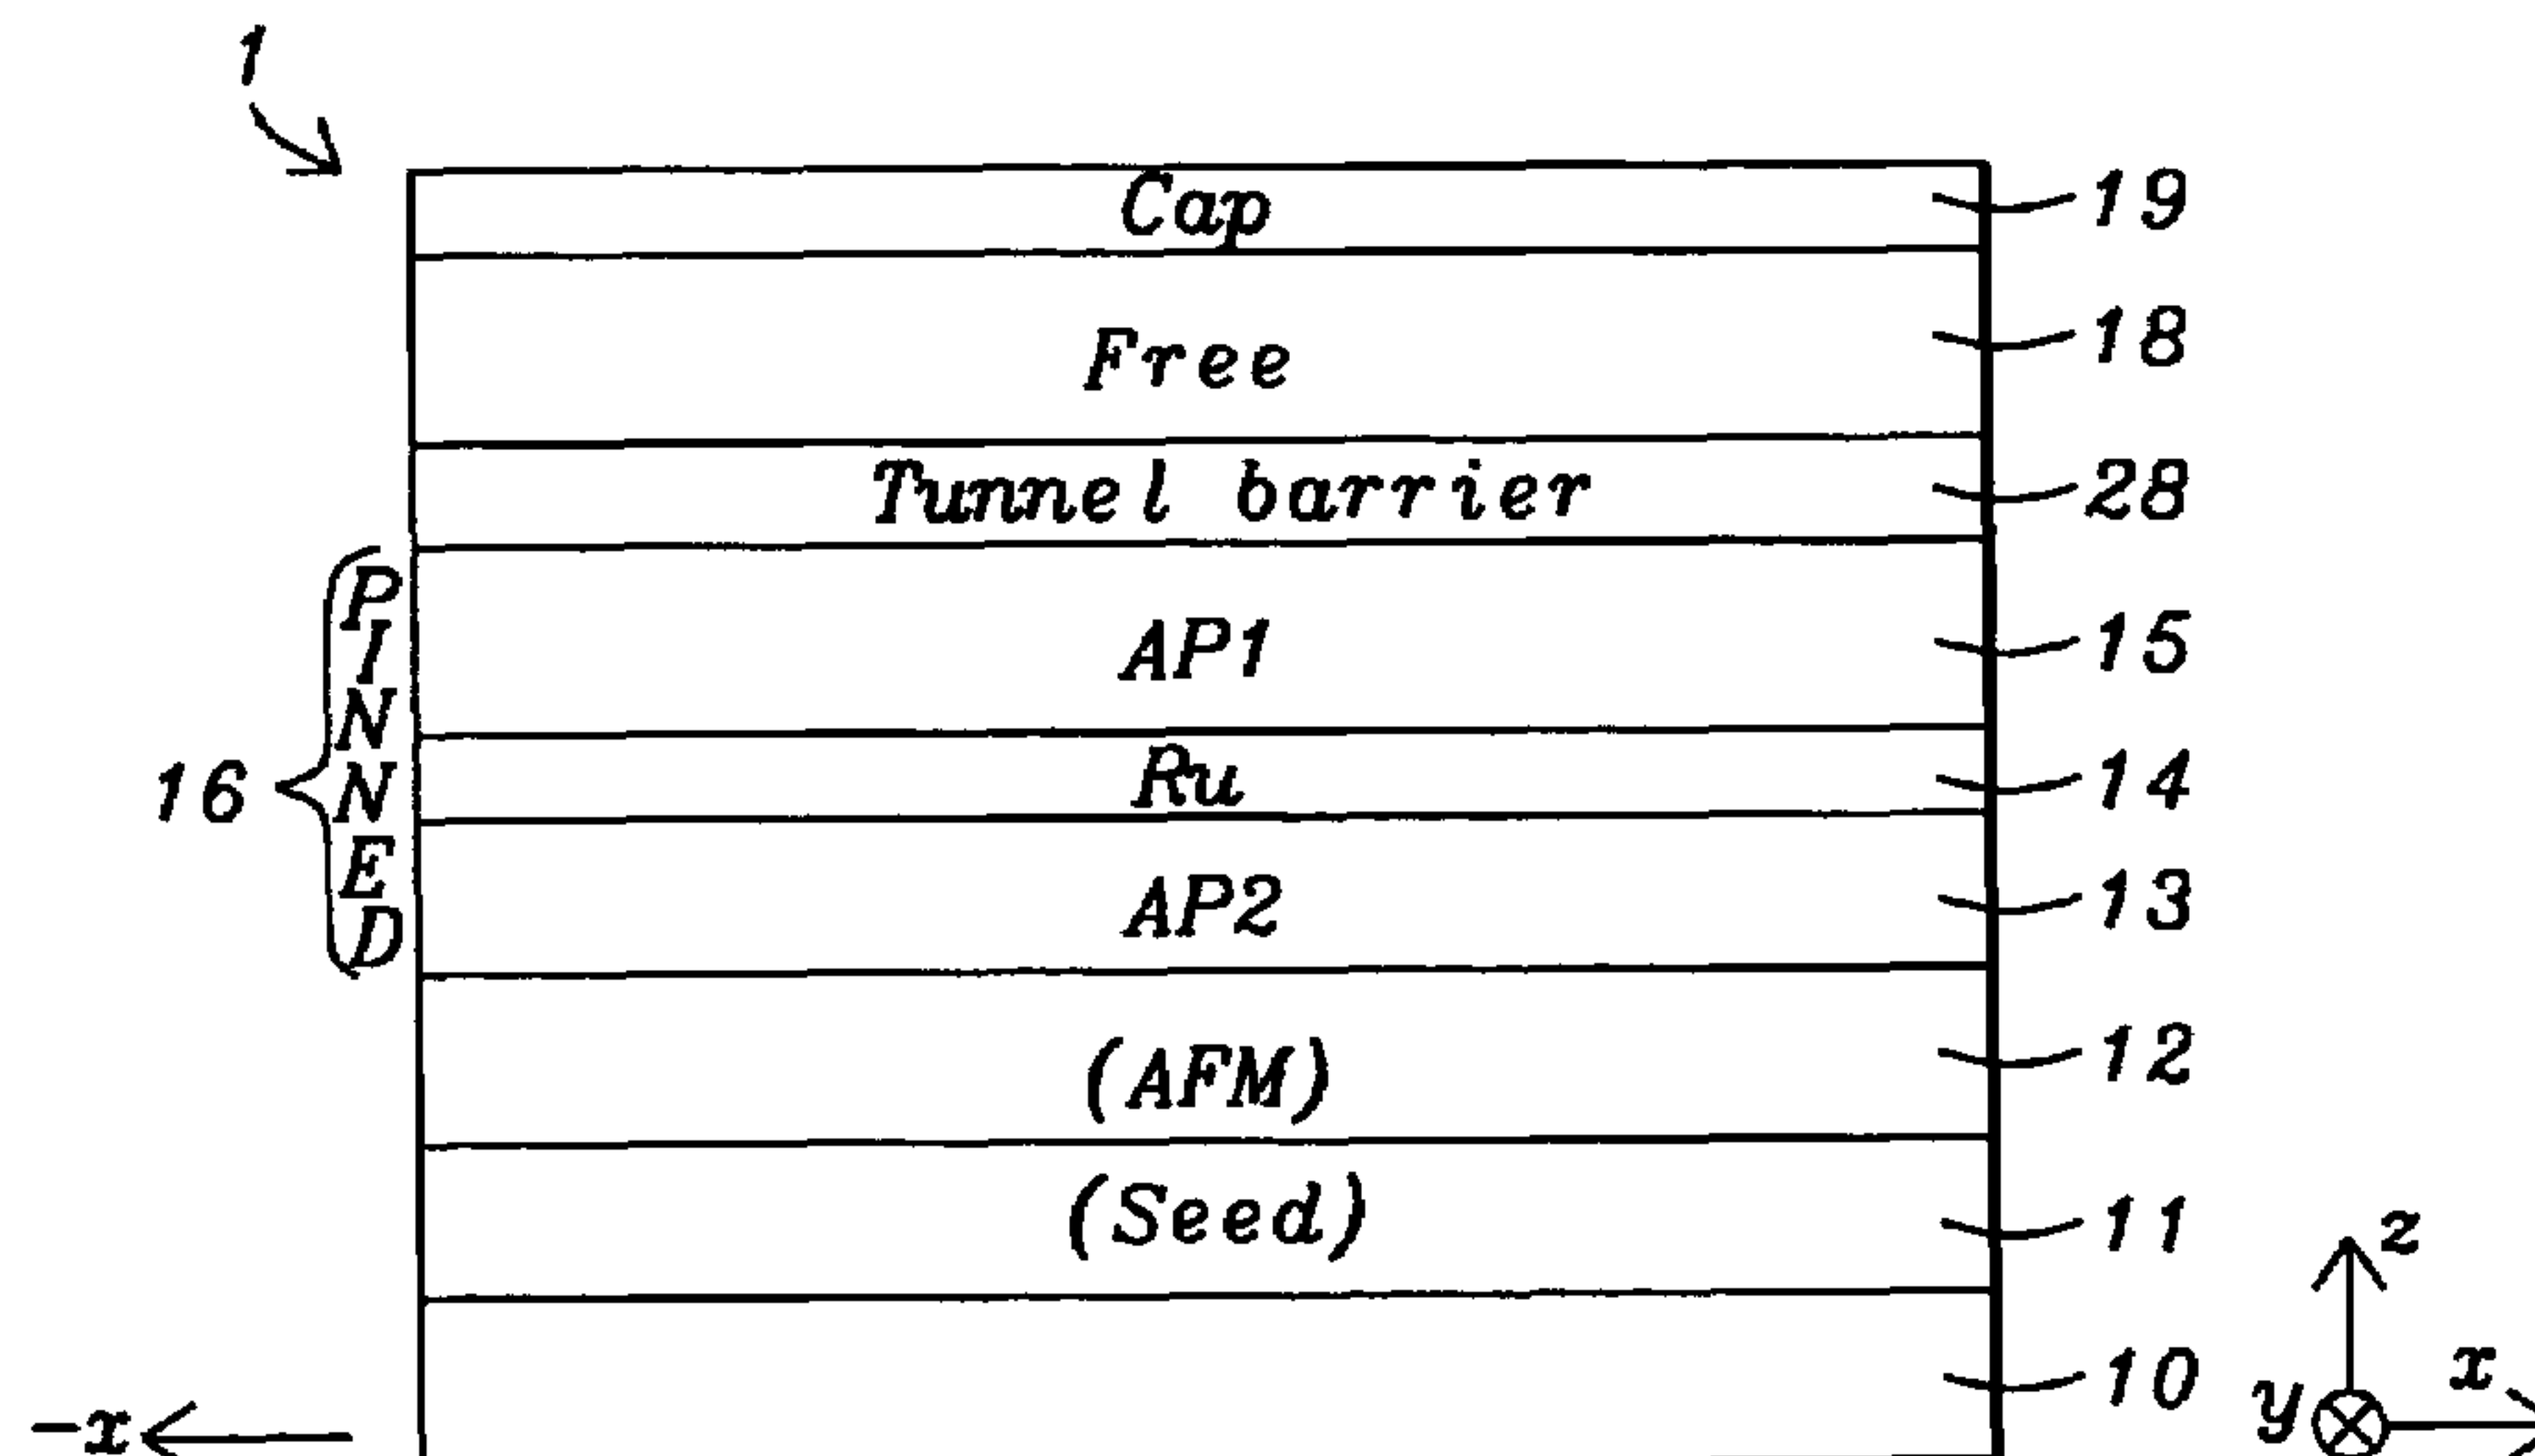 1
Cap 19
Free 18
Tunnel barrier 28
PINNED
AP1 15
16
Ru 14
AP2 13
(AFM) 12
(Seed) 11
z
10
x
-x
y